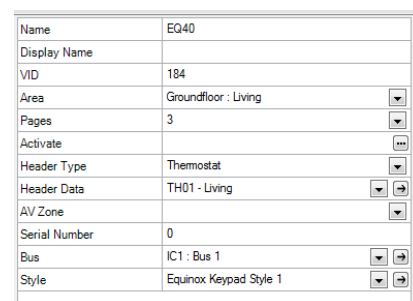 Name EQ40
Display Name
VID 184
Area Groundfloor : Living
Pages 3
Activate
Header Type Thermostat
Header Data TH01 - Living
AV Zone
Serial Number 0
Bus IC1 : Bus 1
Style Equinox Keypad Style 1